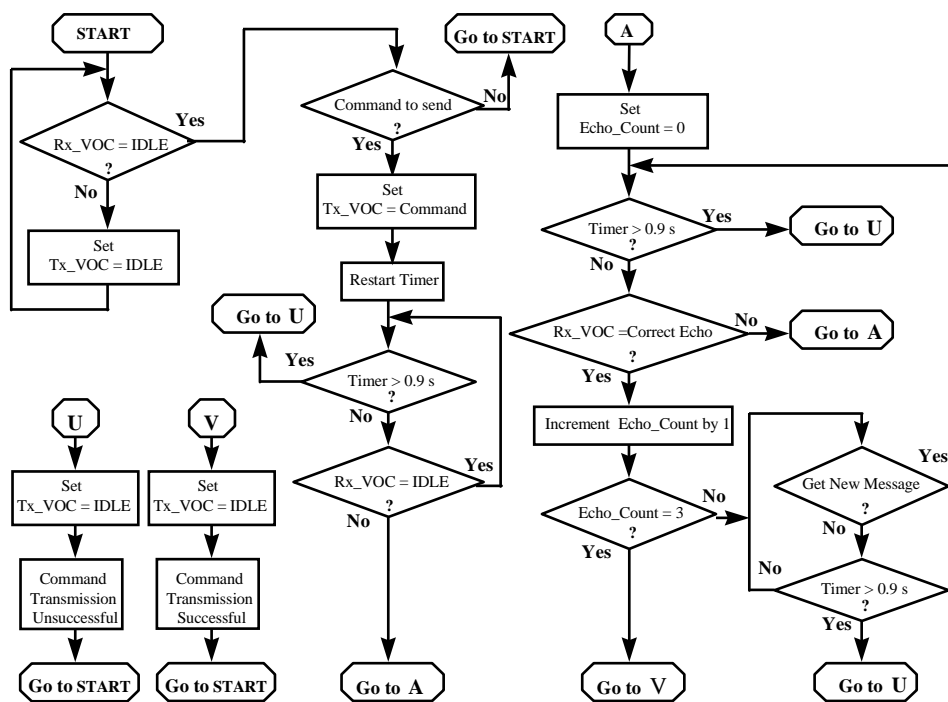 START
Rx_VOC = IDLE
?
Yes
No
Set
Tx_VOC = IDLE
Go to START
Command to send
?
No
Yes
Set
Tx_VOC = Command
Restart Timer
Go to U
Yes
Timer > 0.9 s
?
No
Rx_VOC = IDLE
?
Yes
No
Go to A
U
Set
Tx_VOC = IDLE
Command
Transmission
Unsuccessful
Go to START
V
Set
Tx_VOC = IDLE
Command
Transmission
Successful
Go to START
A
Set
Echo_Count = 0
Timer > 0.9 s
?
Yes
Go to U
No
Rx_VOC =Correct Echo
?
No
Go to A
Yes
Increment Echo_Count by 1
Echo_Count = 3
?
No
Yes
Go to V
Get New Message
?
Yes
No
Timer > 0.9 s
?
No
Yes
Go to U